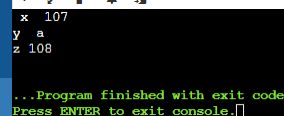 x  107
y  a
z 108
...Program finished with exit code
Press ENTER to exit console.